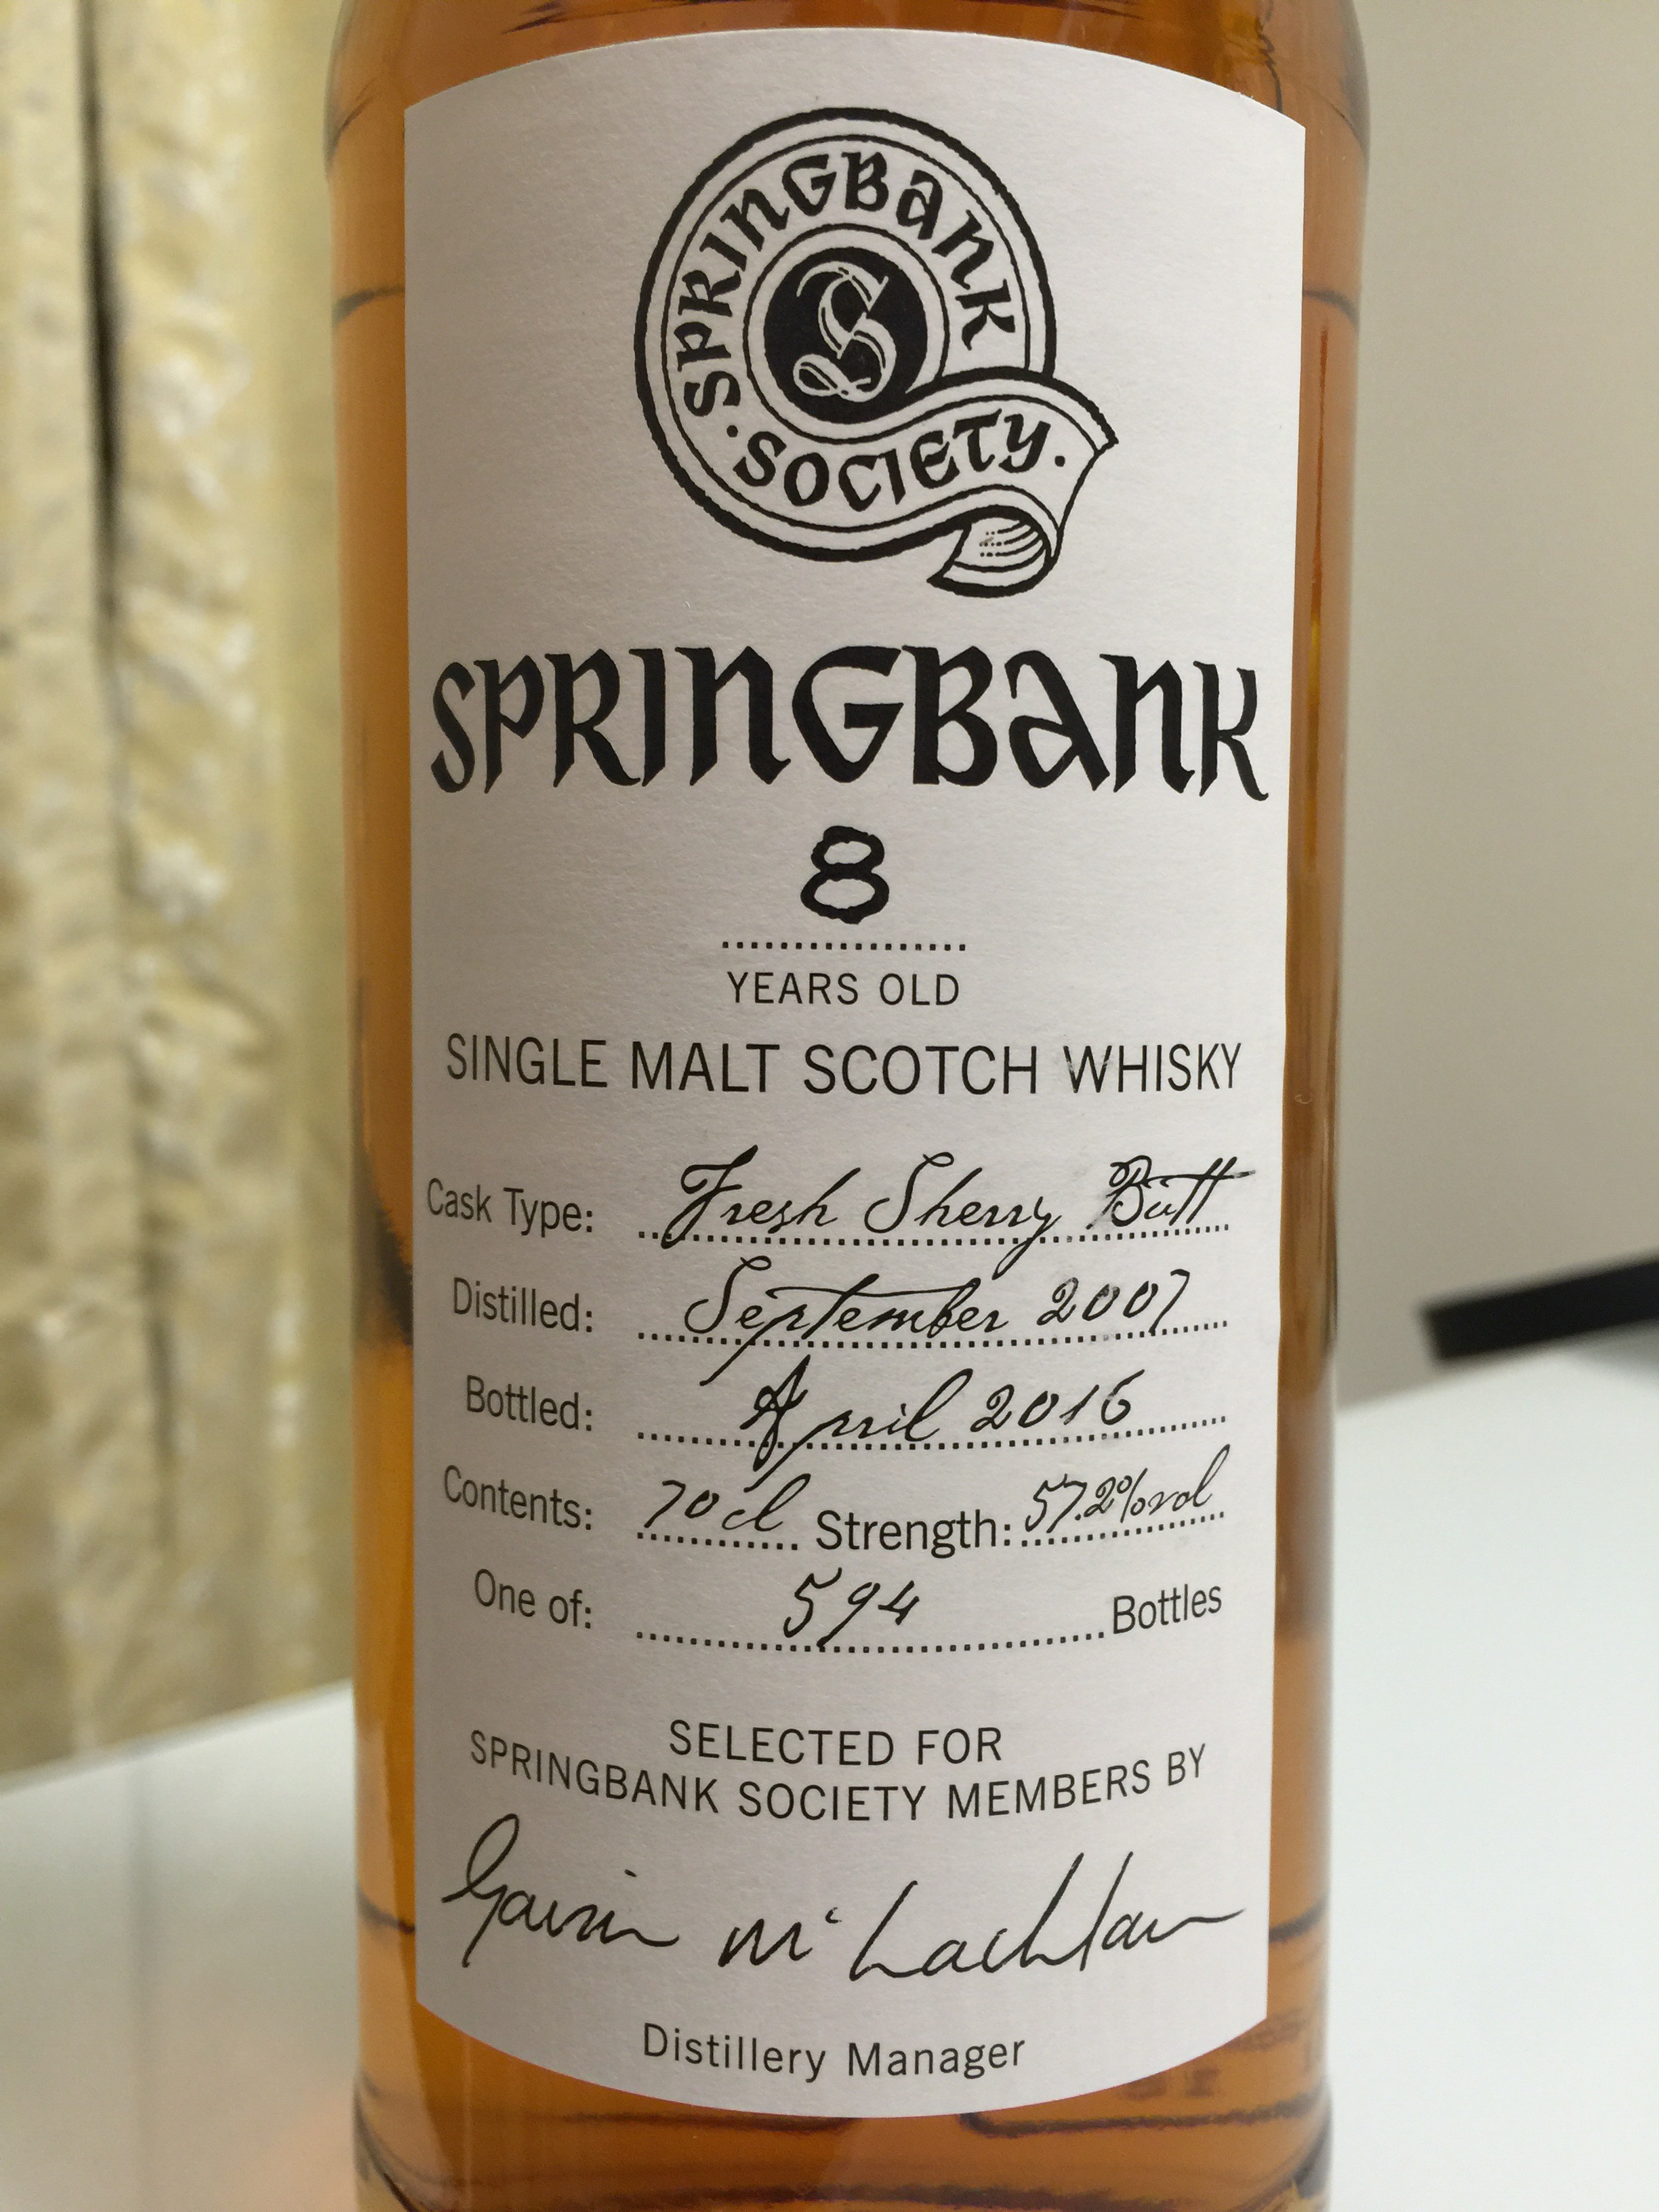 SPRINGBANK
S
· SOCIETY.
SPRINGBANK
8
YEARS OLD
SINGLE MALT SCOTCH WHISKY
Cask Type: Fresh Sherry Butt
Distilled: September 2007
Bottled: April 2016
Contents: 70cl Strength: 57.2%vol
One of: 594 Bottles
SELECTED FOR
SPRINGBANK SOCIETY MEMBERS BY
Gavin McLachlan
Distillery Manager